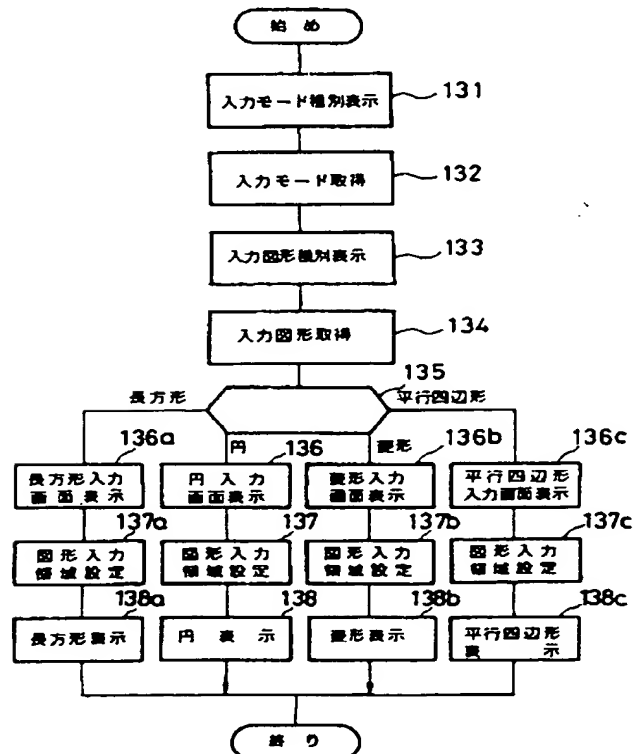 始め
入力モード種別表示
131
入力モード取得
132
入力図形種別表示
133
入力図形取得
134
135
長方形
平行四辺形
円
菱形
136a
136
136b
136c
長方形入力
画面表示
円入力
画面表示
菱形入力
画面表示
平行四辺形
入力画面表示
137a
137
137b
137c
図形入力
領域設定
図形入力
領域設定
図形入力
領域設定
図形入力
領域設定
138a
138
138b
138c
長方形表示
円表示
菱形表示
平行四辺形
表示
終り